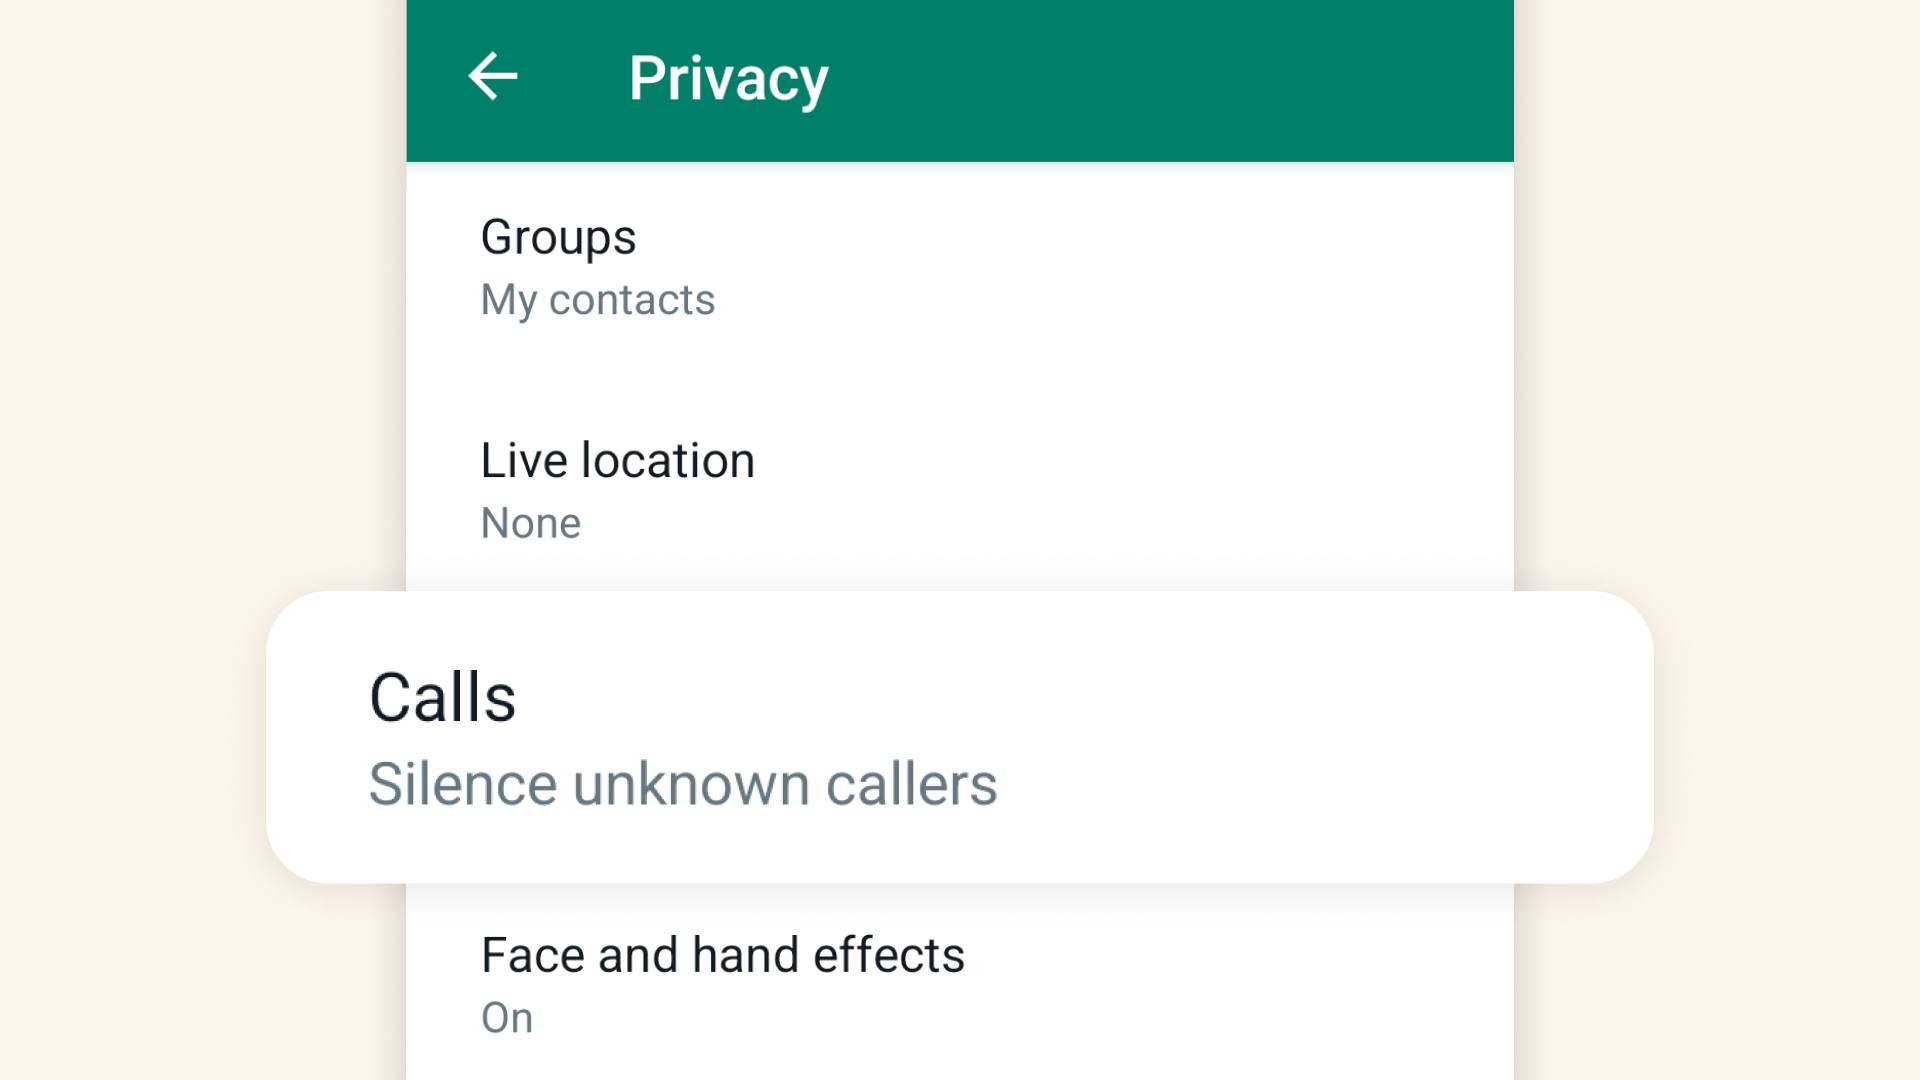 Privacy
Groups
My contacts
Live location
None
Calls
Silence unknown callers
Face and hand effects
On